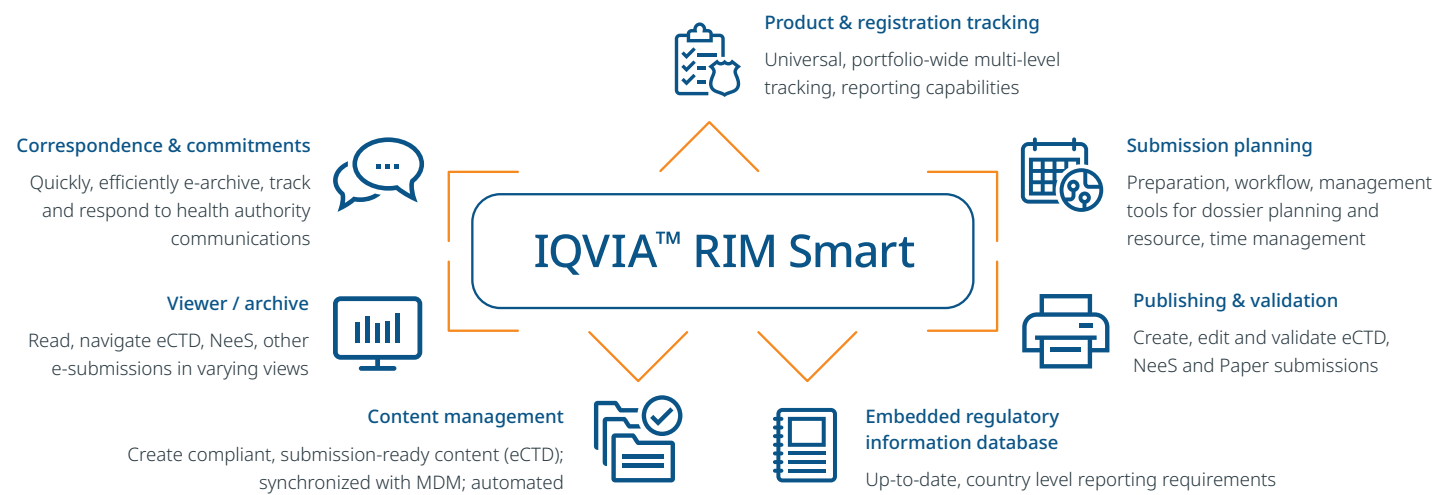 Product & registration tracking
Universal, portfolio-wide multi-level
tracking, reporting capabilities
Correspondence & commitments
Quickly, efficiently e-archive, track
and respond to health authority
communications
Submission planning
Preparation, workflow, management
tools for dossier planning and
resource, time management
IQVIA™ RIM Smart
Viewer / archive
Read, navigate eCTD, NeeS, other
e-submissions in varying views
Publishing & validation
Create, edit and validate eCTD,
NeeS and Paper submissions
Content management
Create compliant, submission-ready content (eCTD);
synchronized with MDM; automated
Embedded regulatory
information database
Up-to-date, country level reporting requirements